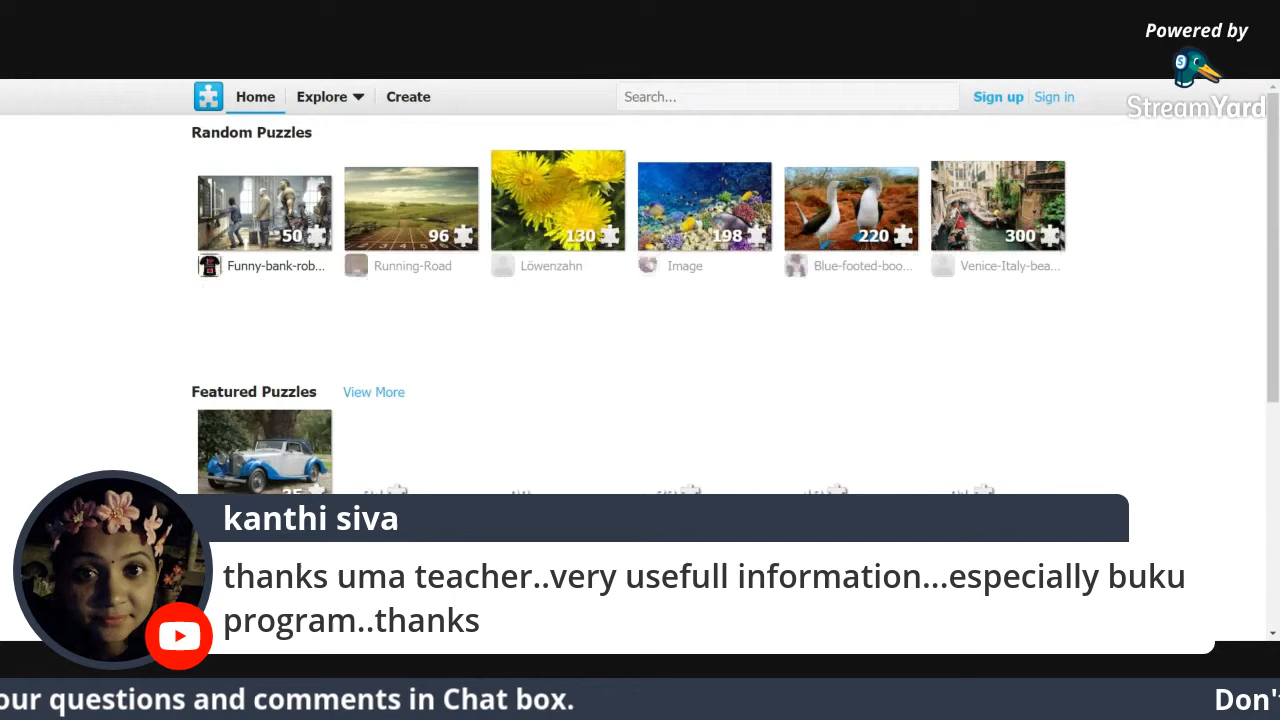 Powered by
StreamYard
Home Explore Create Search... Sign up Sign in
Random Puzzles
50 96 130 198 220 300
Funny-bank-rob... Running-Road Löwenzahn Image Blue-footed-boo... Venice-Italy-bea...
Featured Puzzles View More
kanthi siva
thanks uma teacher..very usefull information...especially buku
program..thanks
our questions and comments in Chat box. Don't